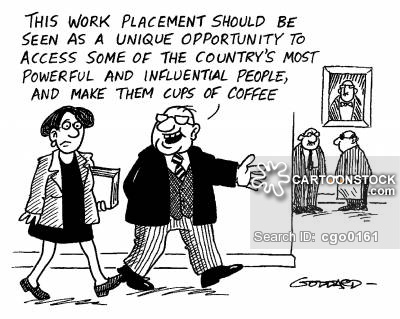 THIS WORK PLACEMENT SHOULD BE
SEEN AS A UNIQUE OPPORTUNITY TO
ACCESS SOME OF THE COUNTRY'S MOST
POWERFUL AND INFLUENTIAL PEOPLE,
AND MAKE THEM CUPS OF COFFEE
CARTOONSTOCK
.com
Search ID: cgo0161
GODDARD